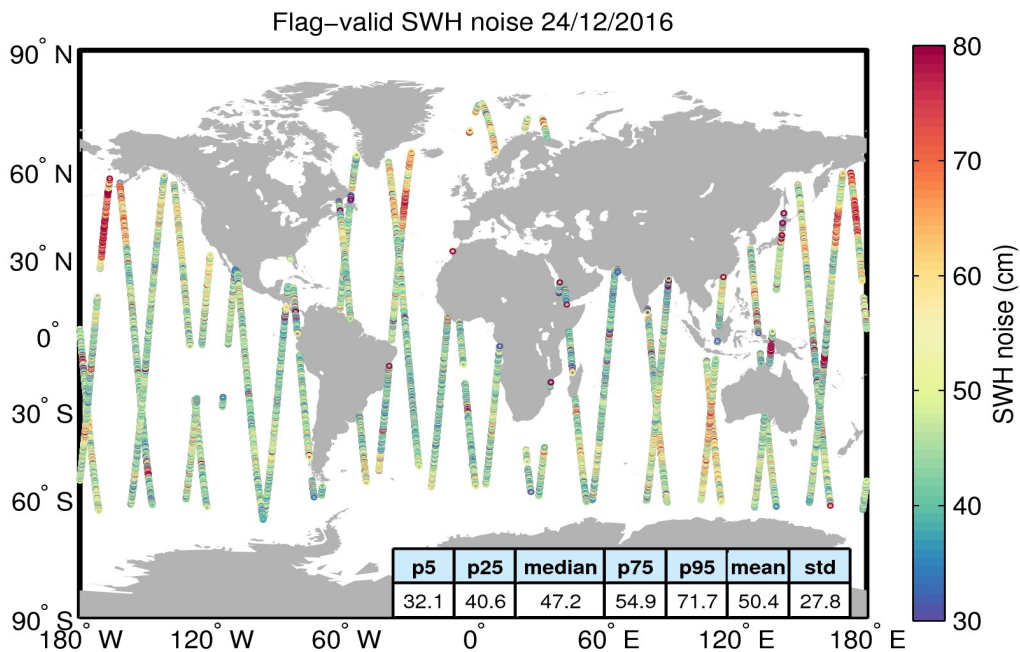 Flag−valid SWH noise 24/12/2016
90° N
60° N
30° N
0°
30° S
60° S
90° S
180° W
120° W
60° W
0°
60° E
120° E
180° E
80
70
60
50
40
30
SWH noise (cm)
p5 p25 median p75 p95 mean std
32.1 40.6 47.2 54.9 71.7 50.4 27.8